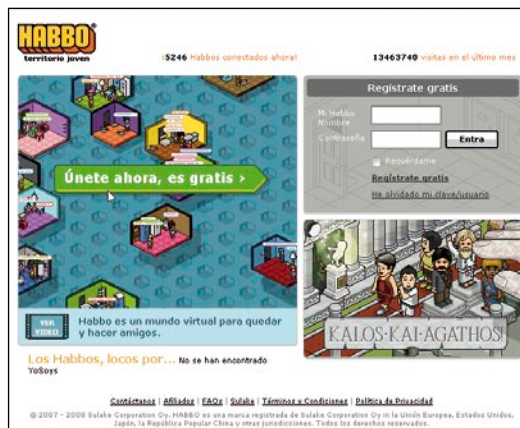 HABBO
territorio joven
¡5246 Habbos conectados ahora!
13463740 visitas en el último mes
Únete ahora, es gratis ›
VER VIDEO
Habbo es un mundo virtual para quedar
y hacer amigos.
Regístrate gratis
Mi Habbo
Nombre
Contraseña
Entra
Recuérdame
Regístrate gratis
He olvidado mi clave/usuario
KALOS·KAI·AGATHOS!
Los Habbos, locos por... No se han encontrado
YoSoys
Contáctanos | Afiliados | FAQs | Sulake | Términos y Condiciones | Política de Privacidad
© 2007 - 2008 Sulake Corporation Oy. HABBO es una marca registrada de Sulake Corporation Oy in la Unión Europea, Estados Unidos,
Japón, la República Popular China y otras jurisdicciones. Todos los derechos reservados.